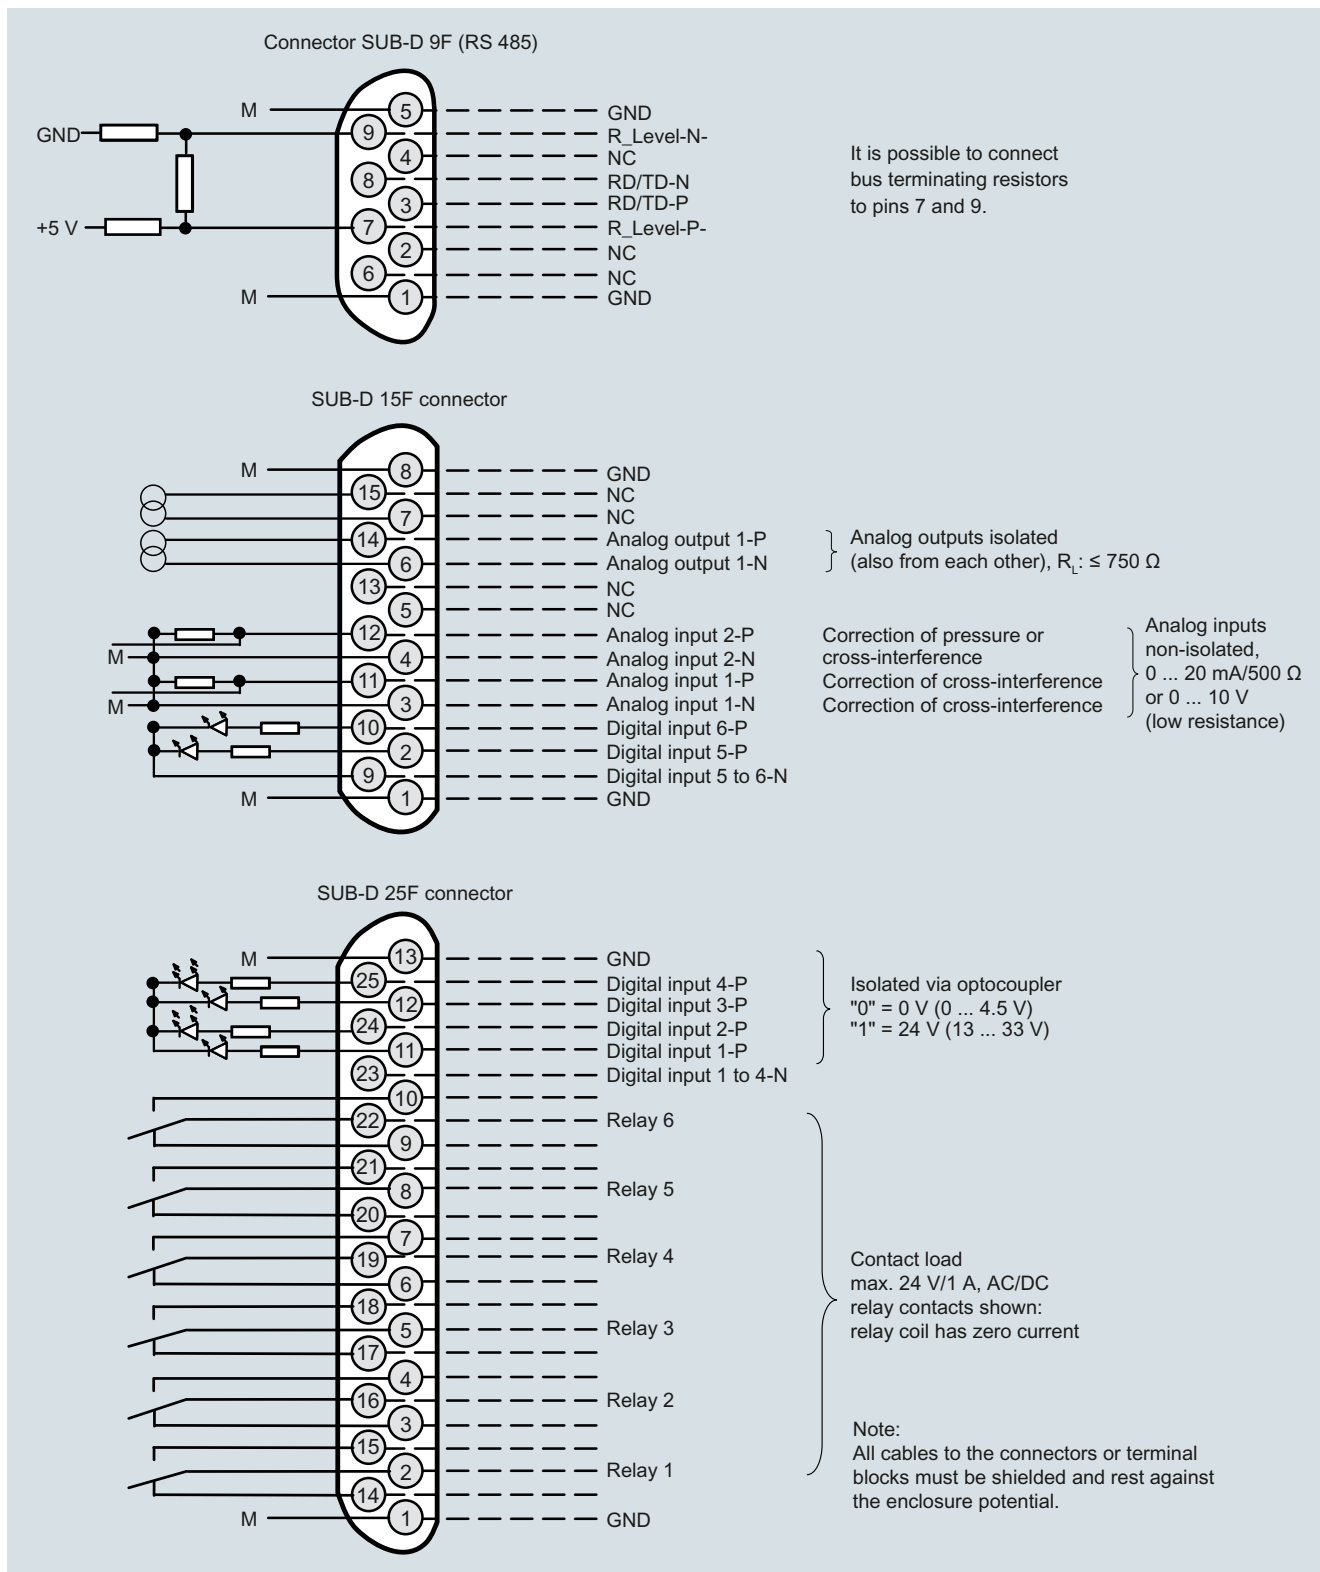 Connector SUB-D 9F (RS 485)
M
5
GND
GND
9
R_Level-N-
4
NC
8
RD/TD-N
3
RD/TD-P
+5 V
7
R_Level-P-
2
NC
6
NC
M
1
GND
It is possible to connect
bus terminating resistors
to pins 7 and 9.
SUB-D 15F connector
M
8
GND
15
NC
7
NC
14
Analog output 1-P
6
Analog output 1-N
Analog outputs isolated
(also from each other), RL: ≤ 750 Ω
13
NC
5
NC
12
Analog input 2-P
M
4
Analog input 2-N
11
Analog input 1-P
M
3
Analog input 1-N
Correction of pressure or
cross-interference
Correction of cross-interference
Correction of cross-interference
Analog inputs
non-isolated,
0 ... 20 mA/500 Ω
or 0 ... 10 V
(low resistance)
10
Digital input 6-P
2
Digital input 5-P
9
Digital input 5 to 6-N
M
1
GND
SUB-D 25F connector
M
13
GND
25
Digital input 4-P
12
Digital input 3-P
24
Digital input 2-P
11
Digital input 1-P
23
Digital input 1 to 4-N
Isolated via optocoupler
"0" = 0 V (0 ... 4.5 V)
"1" = 24 V (13 ... 33 V)
10
22
Relay 6
9
21
8
Relay 5
20
7
19
Relay 4
6
18
5
Relay 3
17
4
16
Relay 2
3
15
2
Relay 1
14
M
1
GND
Contact load
max. 24 V/1 A, AC/DC
relay contacts shown:
relay coil has zero current
Note:
All cables to the connectors or terminal
blocks must be shielded and rest against
the enclosure potential.